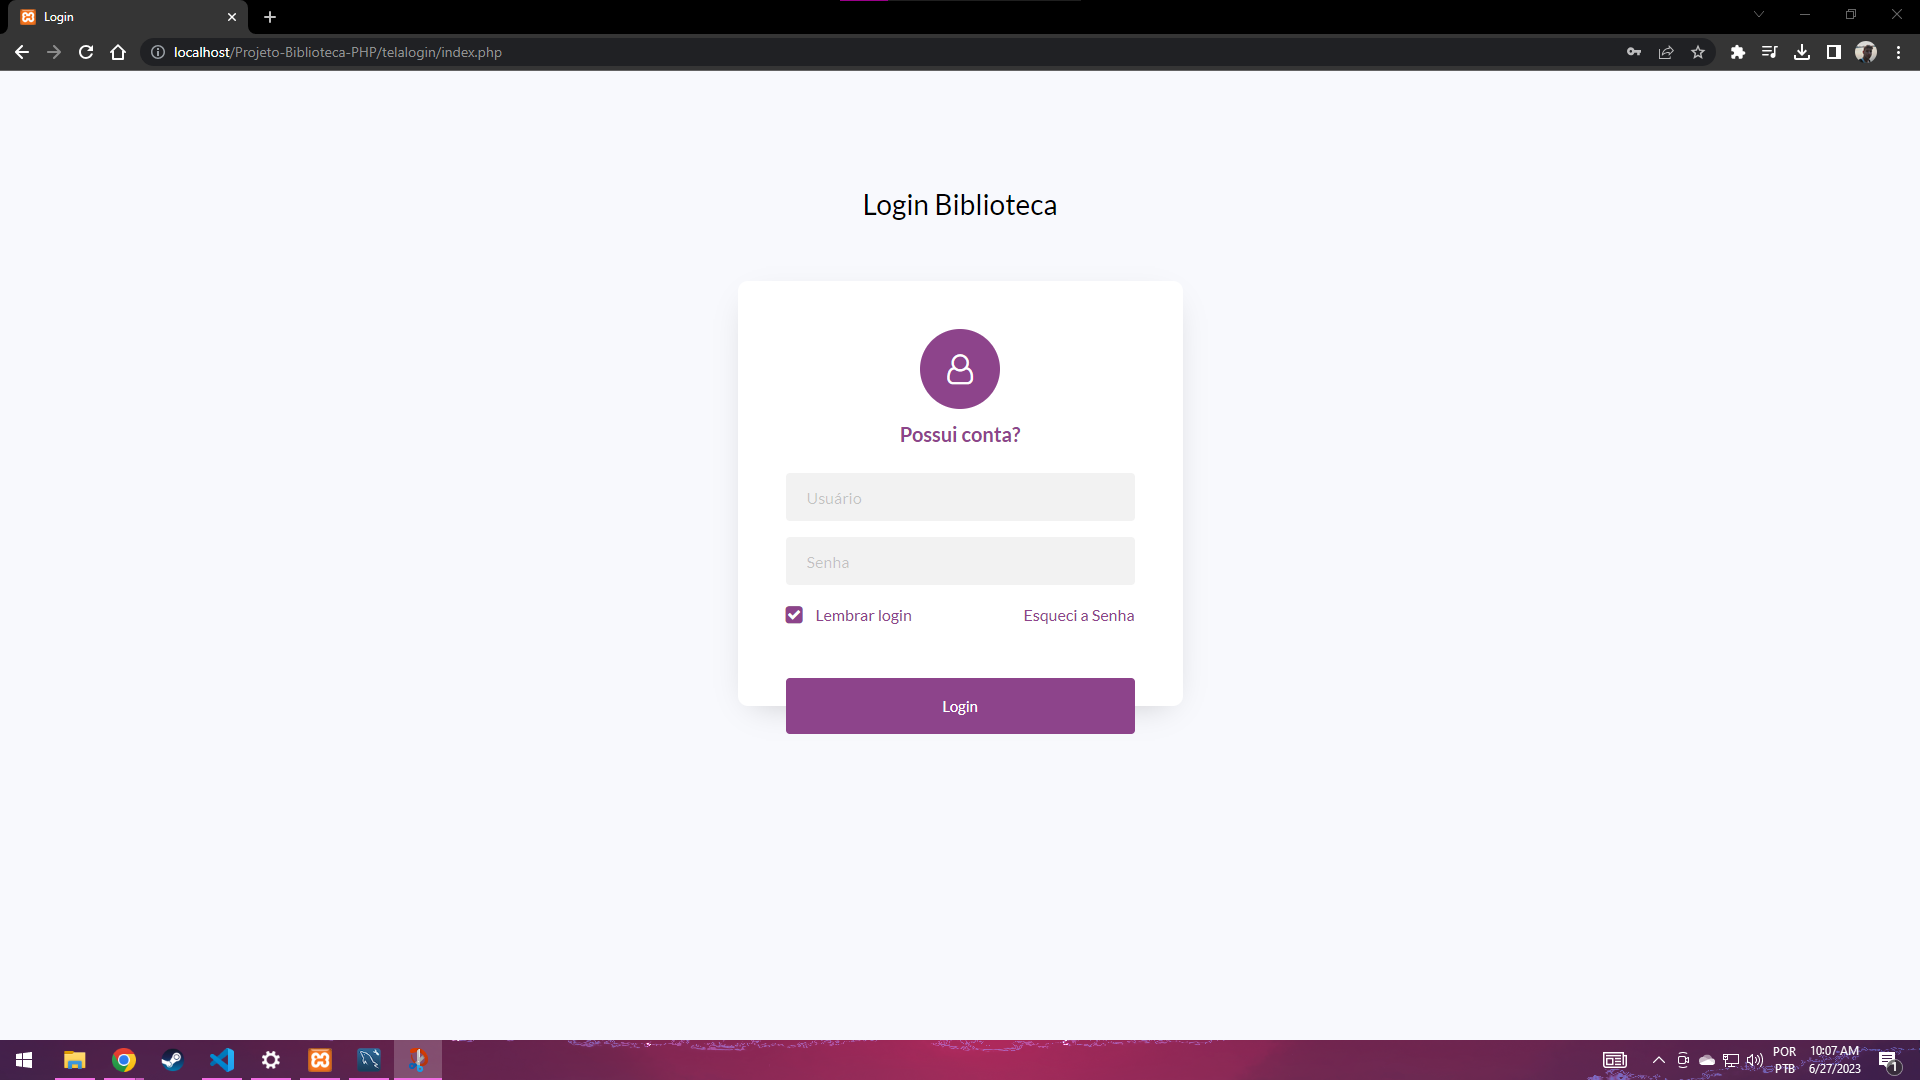 Login
localhost/Projeto-Biblioteca-PHP/telalogin/index.php
Login Biblioteca
Possui conta?
Usuário
Senha
Lembrar login
Esqueci a Senha
Login
POR
PTB
10:07 AM
6/27/2023
1